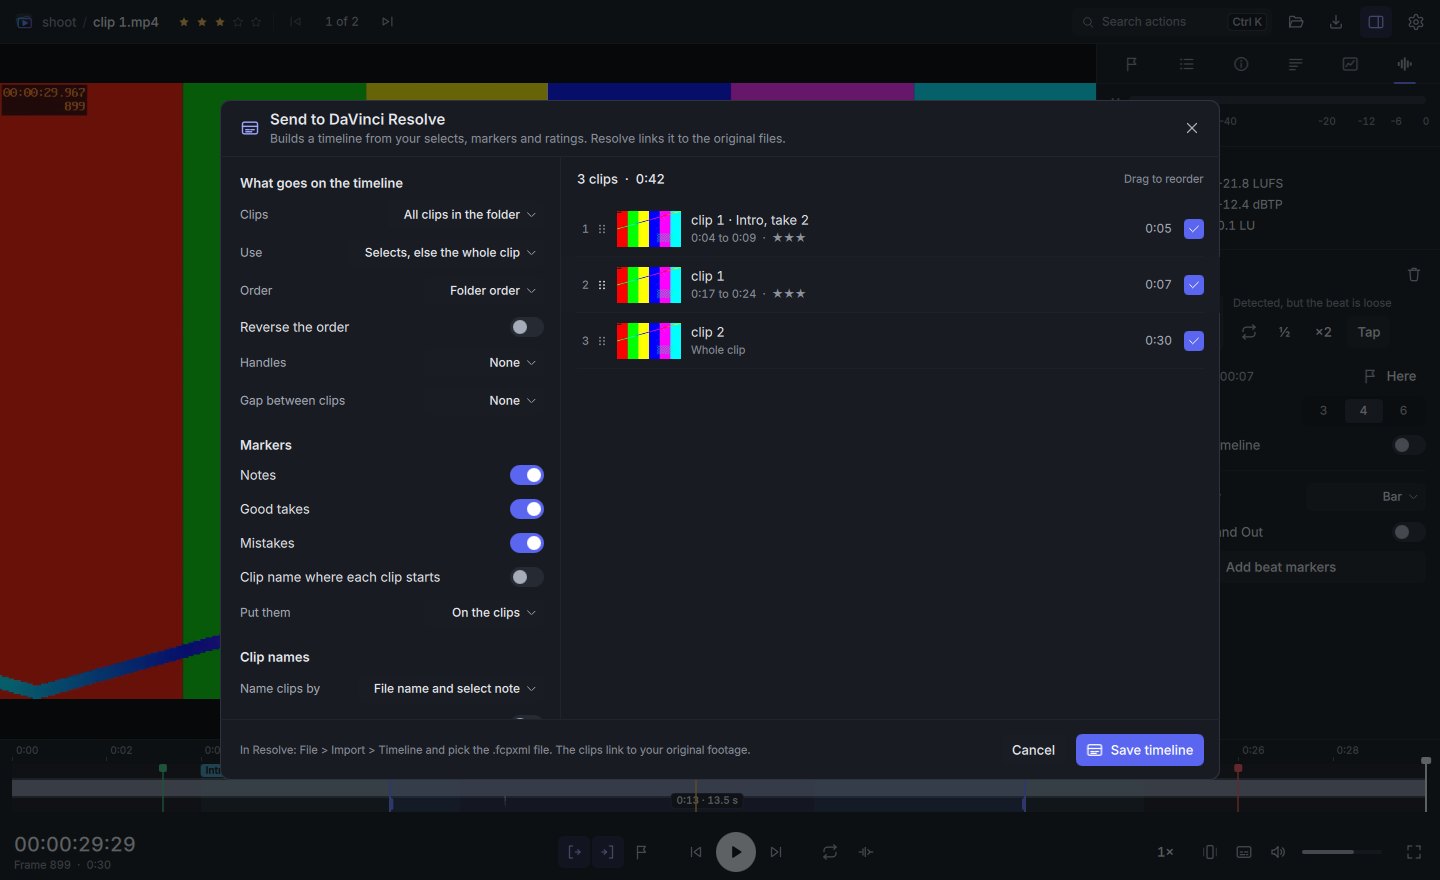 shoot / clip 1.mp4
1 of 2
Search actions
Ctrl K
00:00:29.967
899
Send to DaVinci Resolve
Builds a timeline from your selects, markers and ratings. Resolve links it to the original files.
What goes on the timeline
Clips
All clips in the folder
Use
Selects, else the whole clip
Order
Folder order
Reverse the order
Handles
None
Gap between clips
None
Markers
Notes
Good takes
Mistakes
Clip name where each clip starts
Put them
On the clips
Clip names
Name clips by
File name and select note
3 clips · 0:42
Drag to reorder
1
clip 1 · Intro, take 2
0:04 to 0:09 · ★★★
0:05
2
clip 1
0:17 to 0:24 · ★★★
0:07
3
clip 2
Whole clip
0:30
In Resolve: File > Import > Timeline and pick the .fcpxml file. The clips link to your original footage.
Cancel
Save timeline
-40 -20 -12 -6 0
-21.8 LUFS
-12.4 dBTP
0.1 LU
Detected, but the beat is loose
½ ×2 Tap
00:07
Here
3 4 6
Bar
and Out
Add beat markers
0:00 0:02
0:26 0:28
0:13 · 13.5 s
00:00:29:29
Frame 899 · 0:30
1×